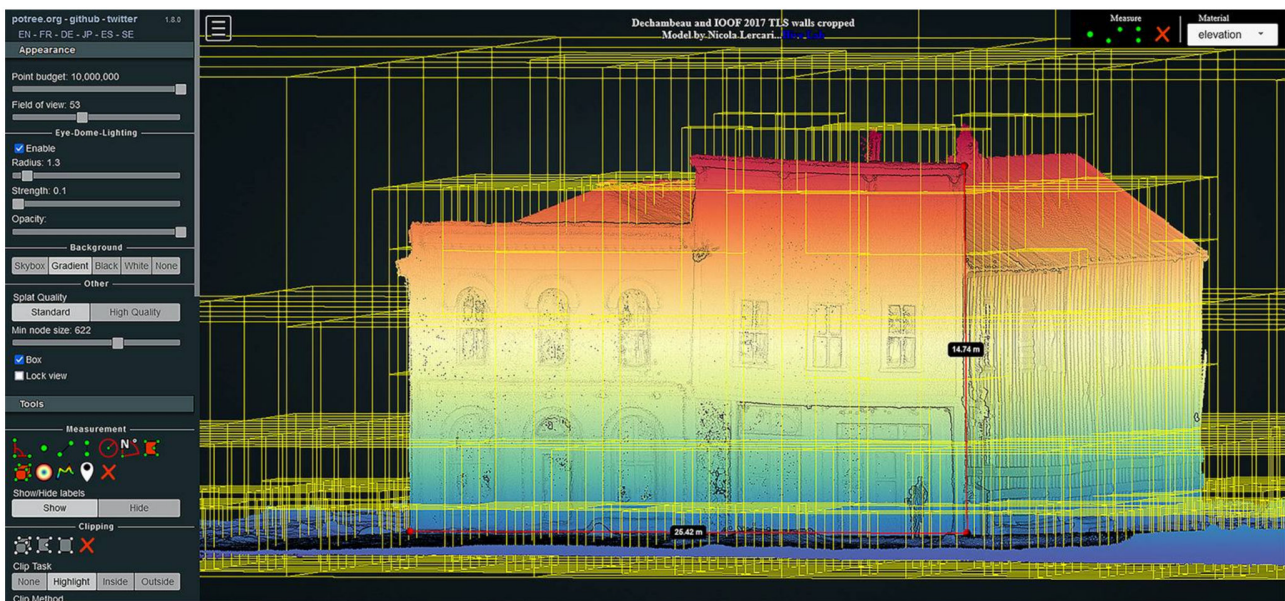 potree.org - github - twitter 1.8.0
EN - FR - DE - JP - ES - SE
Appearance
Point budget: 10,000,000
Field of view: 53
Eye-Dome-Lighting
Enable
Radius: 1.3
Strength: 0.1
Opacity:
Background
Skybox Gradient Black White None
Other
Splat Quality
Standard High Quality
Min node size: 622
Box
Lock view
Tools
Measurement
N°
Show/Hide labels
Show Hide
Clipping
Clip Task
None Highlight Inside Outside
Clip Method
Dechambeau and IOOF 2017 TLS walls cropped
Model by Nicola Lercari...
Measure
Material
elevation
14.74 m
25.42 m